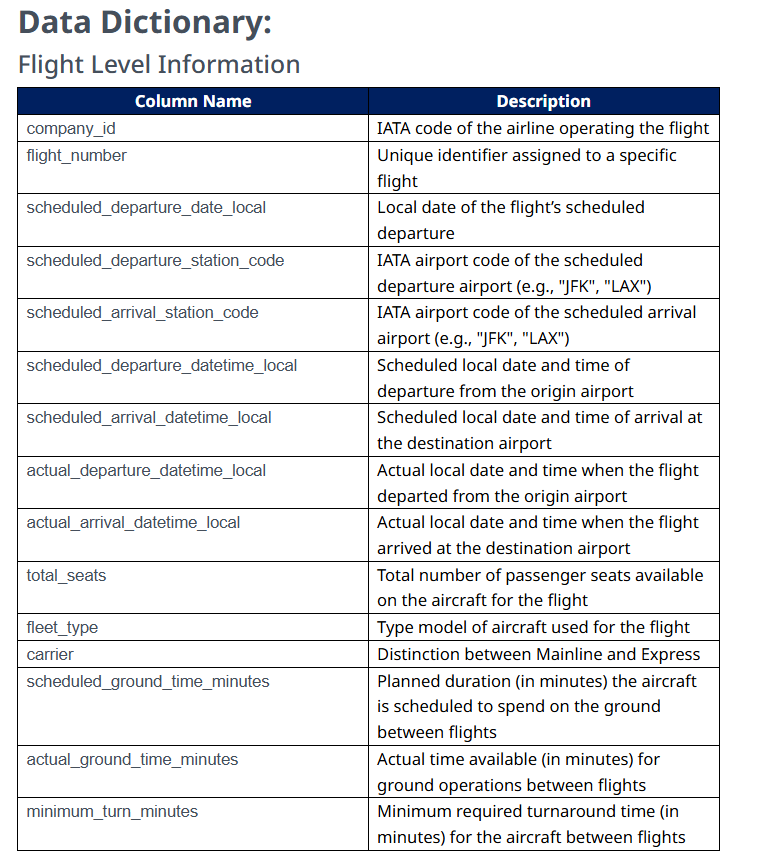 Data Dictionary:
Flight Level Information
Column Name Description
company_id IATA code of the airline operating the flight
flight_number Unique identifier assigned to a specific
flight
scheduled_departure_date_local Local date of the flight’s scheduled
departure
scheduled_departure_station_code IATA airport code of the scheduled
departure airport (e.g., "JFK", "LAX")
scheduled_arrival_station_code IATA airport code of the scheduled arrival
airport (e.g., "JFK", "LAX")
scheduled_departure_datetime_local Scheduled local date and time of
departure from the origin airport
scheduled_arrival_datetime_local Scheduled local date and time of arrival at
the destination airport
actual_departure_datetime_local Actual local date and time when the flight
departed from the origin airport
actual_arrival_datetime_local Actual local date and time when the flight
arrived at the destination airport
total_seats Total number of passenger seats available
on the aircraft for the flight
fleet_type Type model of aircraft used for the flight
carrier Distinction between Mainline and Express
scheduled_ground_time_minutes Planned duration (in minutes) the aircraft
is scheduled to spend on the ground
between flights
actual_ground_time_minutes Actual time available (in minutes) for
ground operations between flights
minimum_turn_minutes Minimum required turnaround time (in
minutes) for the aircraft between flights